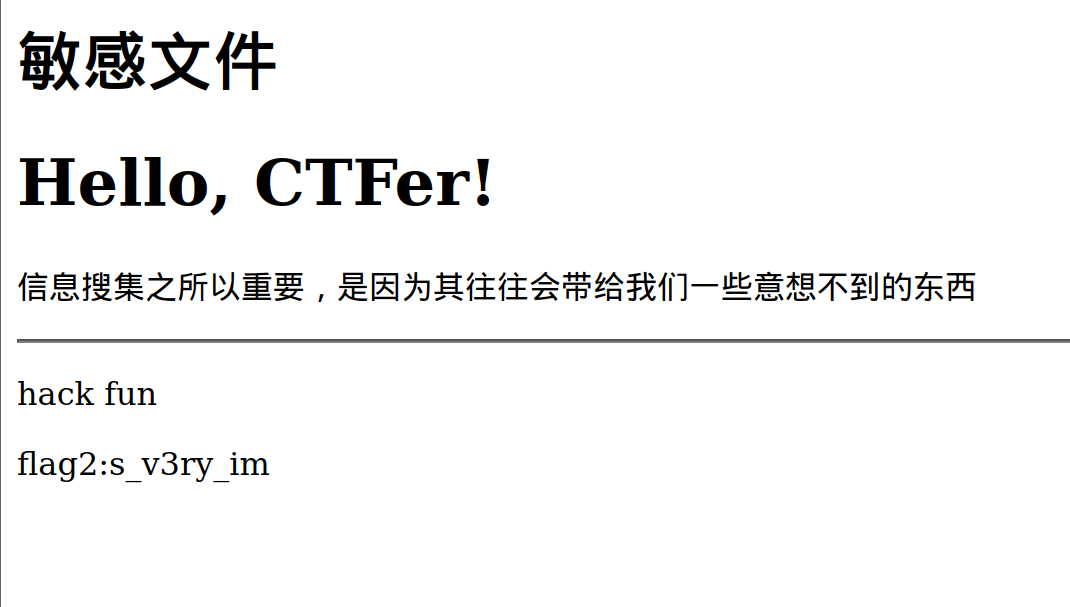 敏感文件
Hello, CTFer!
信息搜集之所以重要，是因为其往往会带给我们一些意想不到的东西
hack fun
flag2:s_v3ry_im